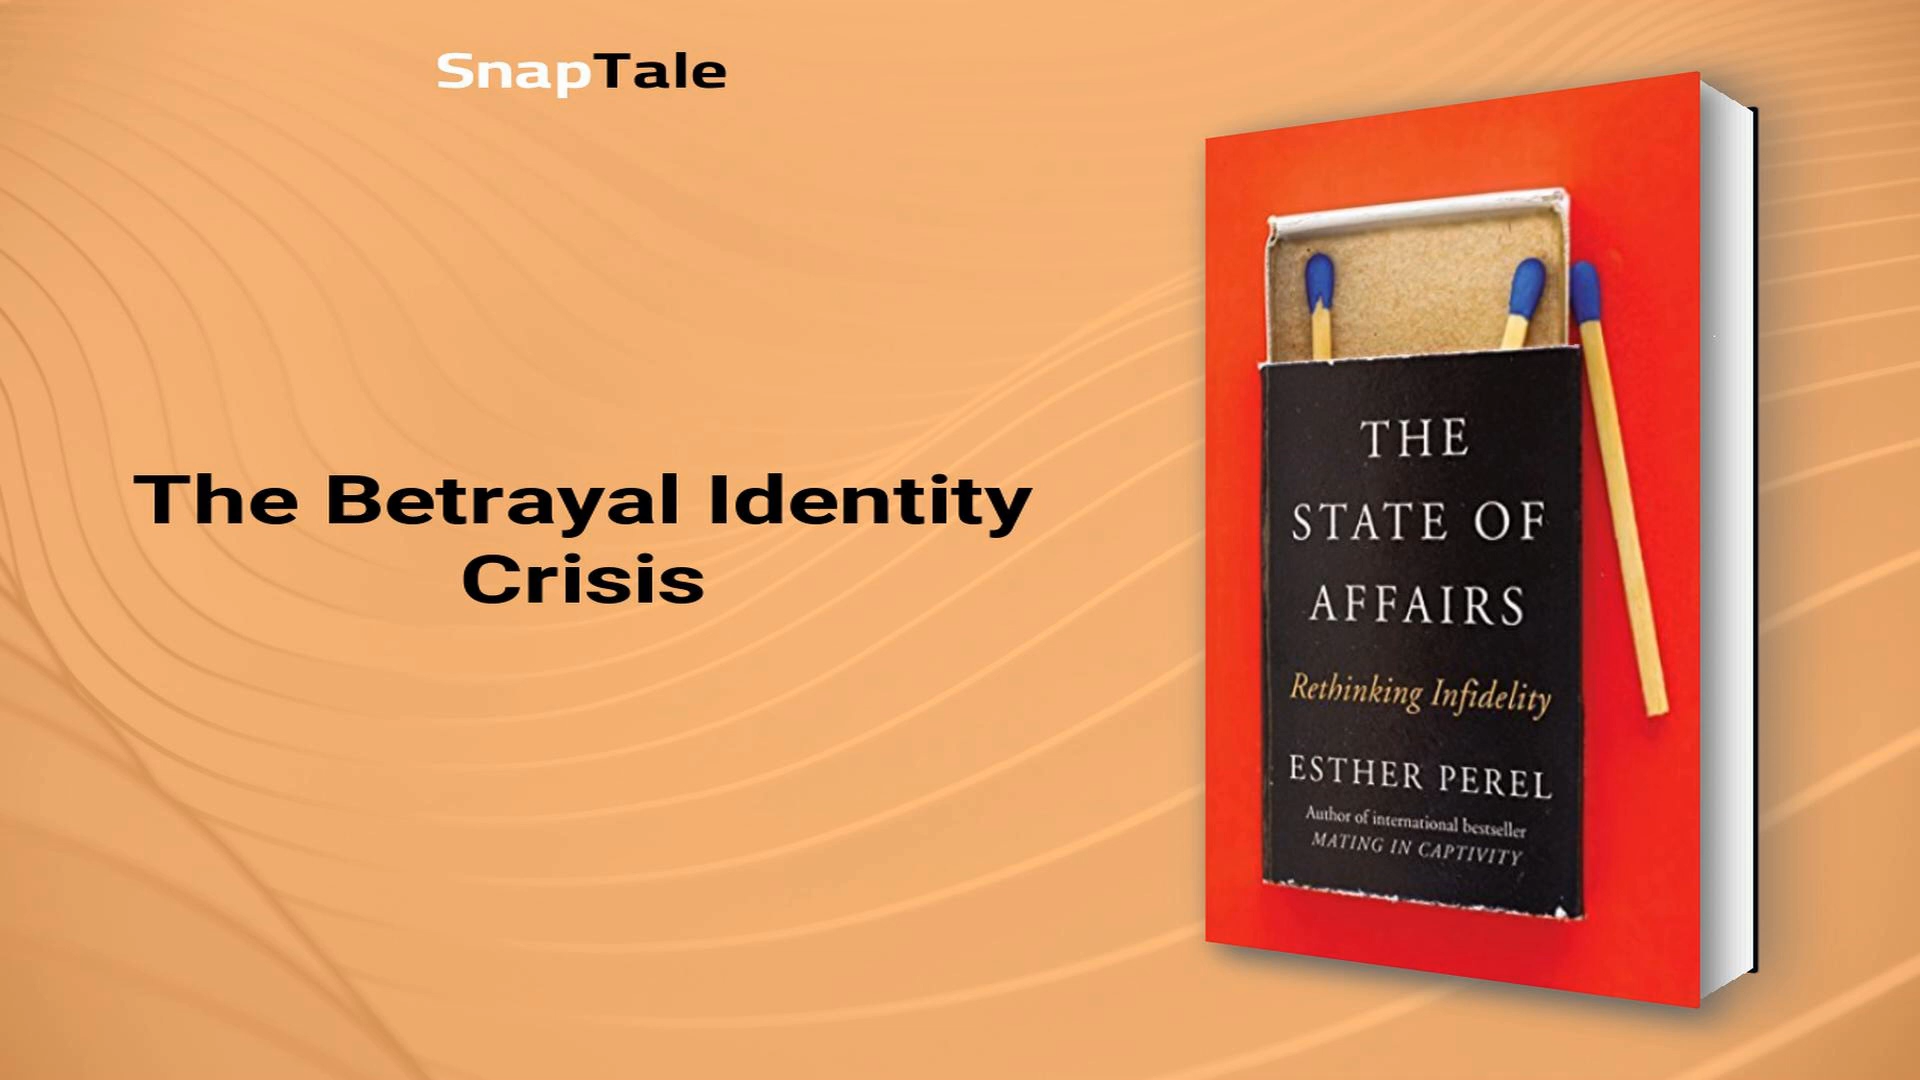 SnapTale
The Betrayal Identity
Crisis
THE
STATE OF
AFFAIRS
Rethinking Infidelity
ESTHER PEREL
Author of international bestseller
MATING IN CAPTIVITY